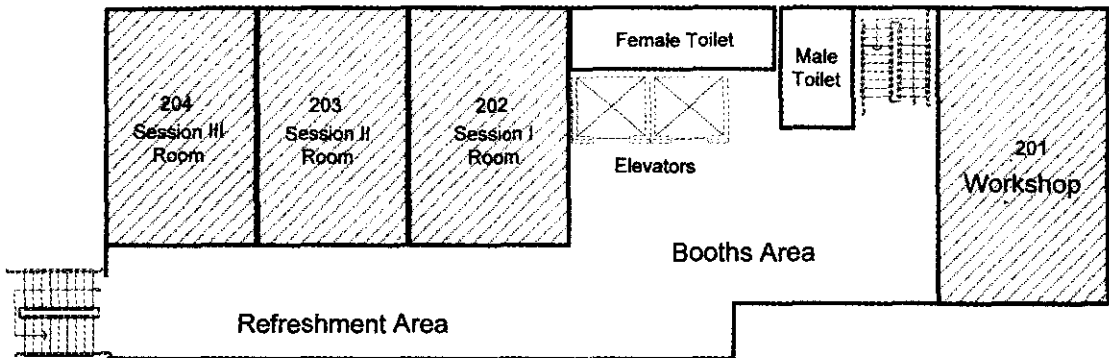 204
Session III
Room
203
Session II
Room
202
Session I
Room
Female Toilet
Male
Toilet
Elevators
201
Workshop
Booths Area
Refreshment Area